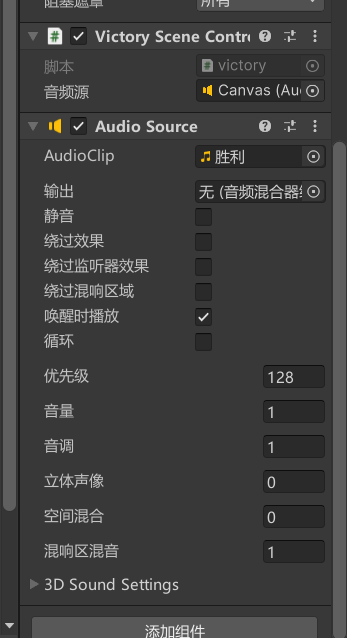 阻塞遮罩 所有
Victory Scene Contro
脚本 victory
音频源 Canvas (Au
Audio Source
AudioClip 胜利
输出 无 (音频混合器
静音
绕过效果
绕过监听器效果
绕过混响区域
唤醒时播放
循环
优先级 128
音量 1
音调 1
立体声像 0
空间混合 0
混响区混音 1
3D Sound Settings
添加组件